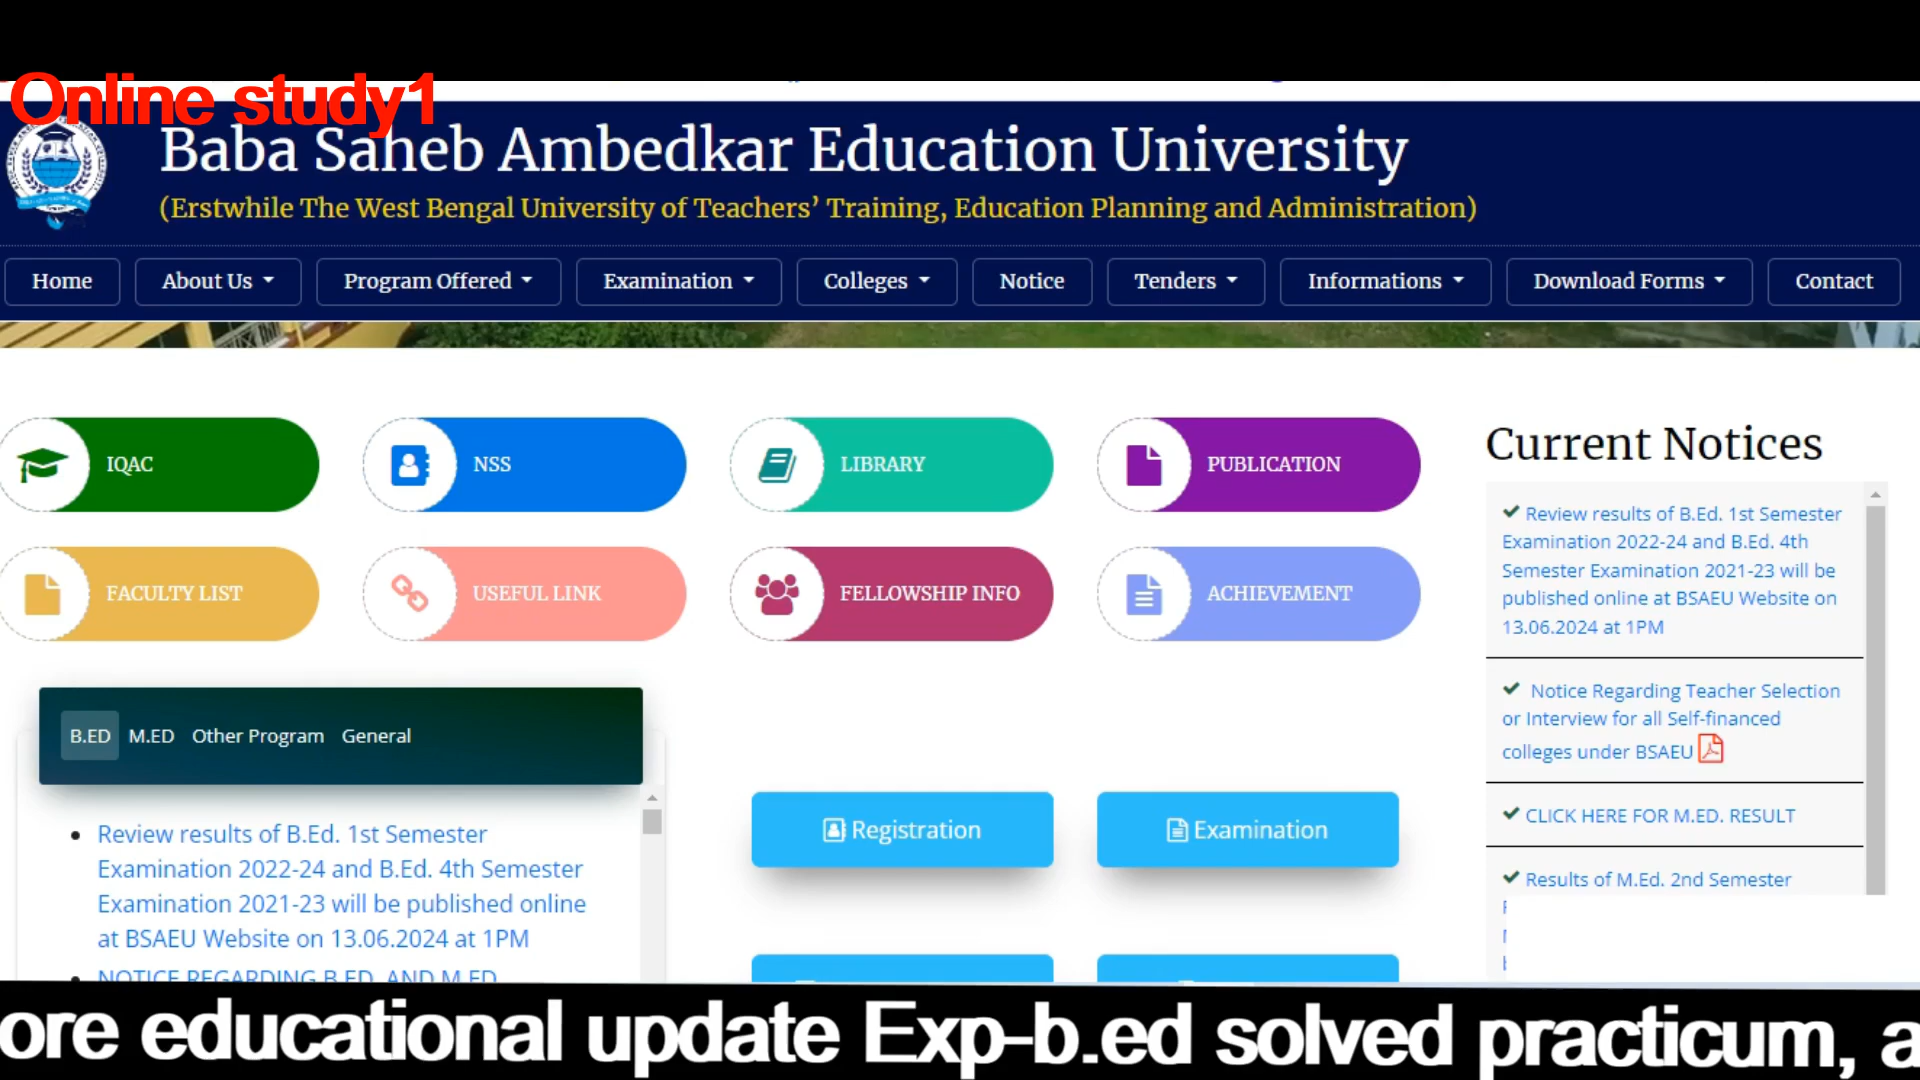 Online study1
Baba Saheb Ambedkar Education University
(Erstwhile The West Bengal University of Teachers’ Training, Education Planning and Administration)
Home
About Us
Program Offered
Examination
Colleges
Notice
Tenders
Informations
Download Forms
Contact
IQAC
NSS
LIBRARY
PUBLICATION
FACULTY LIST
USEFUL LINK
FELLOWSHIP INFO
ACHIEVEMENT
B.ED M.ED Other Program General
Review results of B.Ed. 1st Semester
Examination 2022-24 and B.Ed. 4th Semester
Examination 2021-23 will be published online
at BSAEU Website on 13.06.2024 at 1PM
NOTICE REGARDING B.ED. AND M.ED.
Registration
Examination
Current Notices
Review results of B.Ed. 1st Semester
Examination 2022-24 and B.Ed. 4th
Semester Examination 2021-23 will be
published online at BSAEU Website on
13.06.2024 at 1PM
Notice Regarding Teacher Selection
or Interview for all Self-financed
colleges under BSAEU
CLICK HERE FOR M.ED. RESULT
Results of M.Ed. 2nd Semester
ore educational update Exp-b.ed solved practicum, a